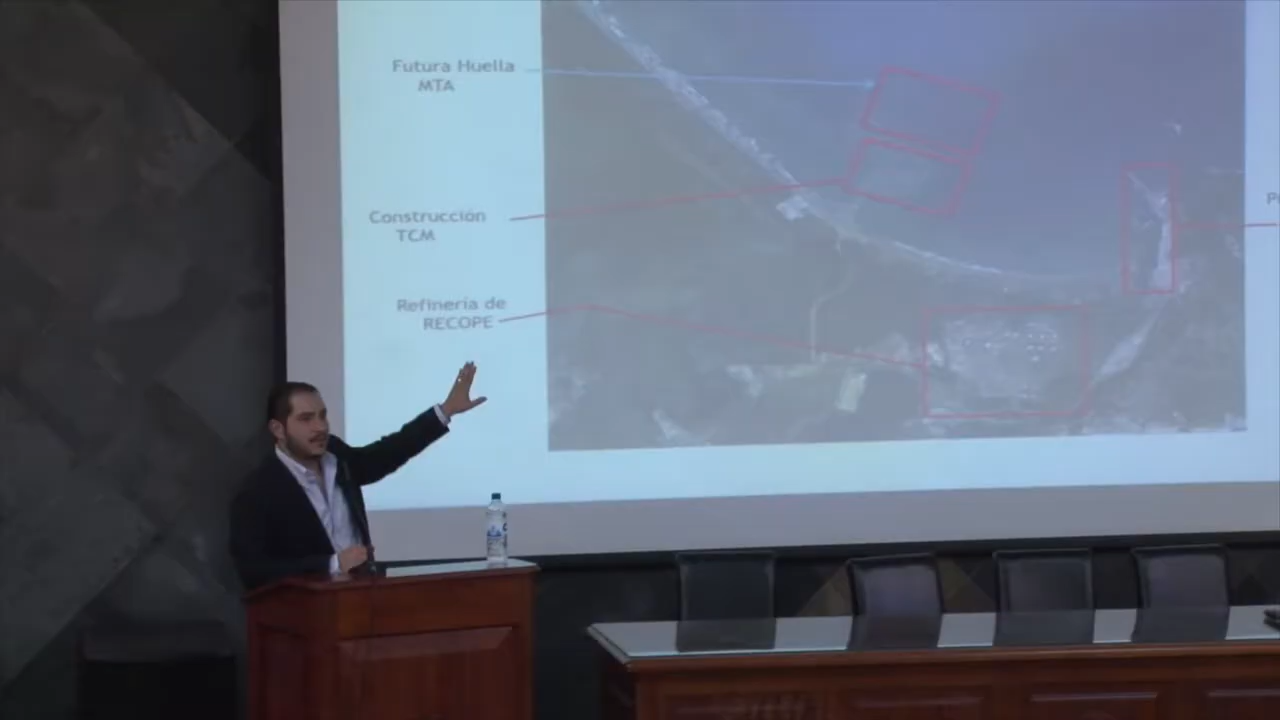 Futura Huella
MTA
Construcción
TCM
Refinería de
RECOPE